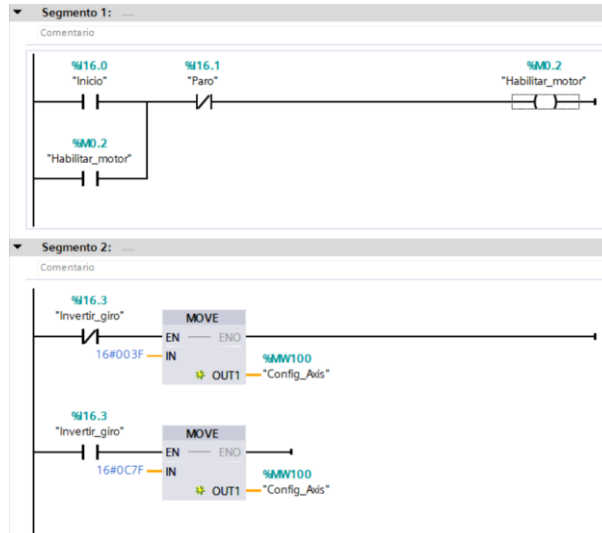 Segmento 1: ....
Comentario
%I16.0 %I16.1 %M0.2
"Inicio" "Paro" "Habilitar_motor"
%M0.2
"Habilitar_motor"
Segmento 2: ....
Comentario
%I16.3
"Invertir_giro"
MOVE
EN ENO
16#003F IN
%MW100
OUT1 "Config_Axis"
%I16.3
"Invertir_giro"
MOVE
EN ENO
16#0C7F IN
%MW100
OUT1 "Config_Axis"